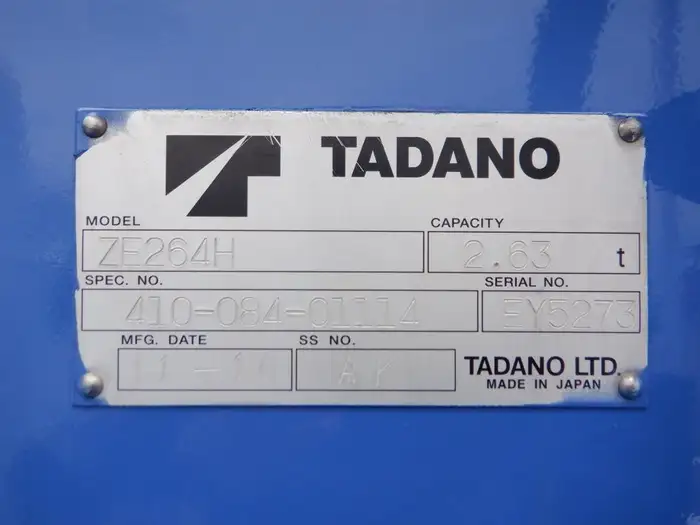 TADANO
MODEL
CAPACITY
ZE264H
2.63 t
SPEC. NO.
SERIAL NO.
410-084-01114
EY5273
MFG. DATE
SS NO.
TADANO LTD.
MADE IN JAPAN